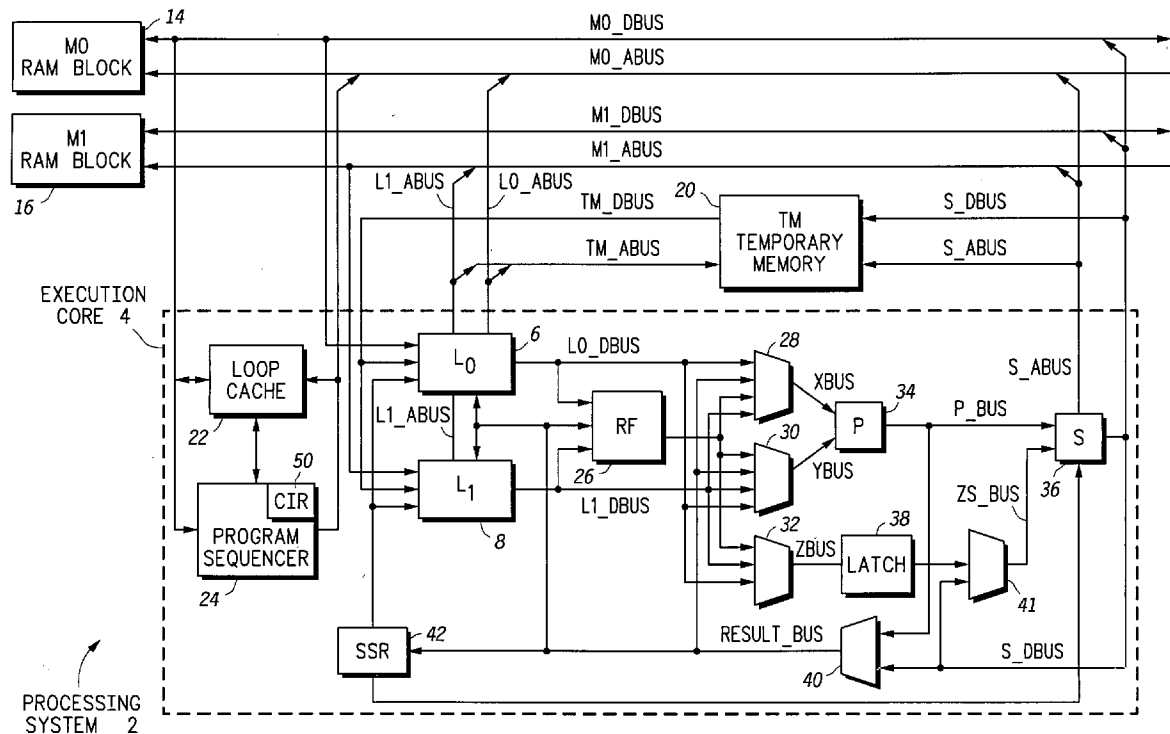 14
M0
RAM BLOCK
M0_DBUS
M0_ABUS
M1
RAM BLOCK
16
M1_DBUS
M1_ABUS
L1_ABUS
L0_ABUS
TM_DBUS
TM_ABUS
20
TM
TEMPORARY
MEMORY
S_DBUS
S_ABUS
EXECUTION
CORE 4
LOOP
CACHE
22
50
CIR
PROGRAM
SEQUENCER
24
6
L0
L1_ABUS
L1
8
L0_DBUS
RF
26
L1_DBUS
28
XBUS
30
YBUS
P
34
P_BUS
S_ABUS
S
36
32
ZBUS
38
LATCH
ZS_BUS
41
SSR
42
RESULT_BUS
40
S_DBUS
PROCESSING
SYSTEM 2